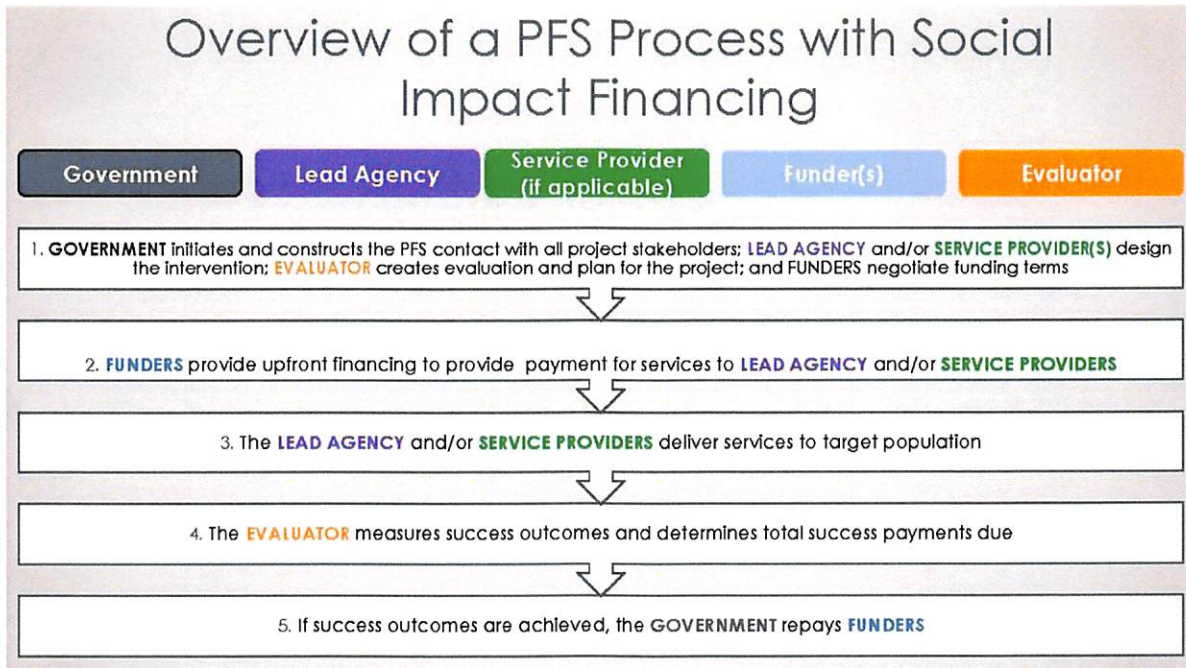 Overview of a PFS Process with Social
Impact Financing
Government
Lead Agency
Service Provider
(if applicable)
Funder(s)
Evaluator
1. GOVERNMENT initiates and constructs the PFS contact with all project stakeholders; LEAD AGENCY and/or SERVICE PROVIDER(S) design
the intervention; EVALUATOR creates evaluation and plan for the project; and FUNDERS negotiate funding terms
2. FUNDERS provide upfront financing to provide payment for services to LEAD AGENCY and/or SERVICE PROVIDERS
3. The LEAD AGENCY and/or SERVICE PROVIDERS deliver services to target population
4. The EVALUATOR measures success outcomes and determines total success payments due
5. If success outcomes are achieved, the GOVERNMENT repays FUNDERS